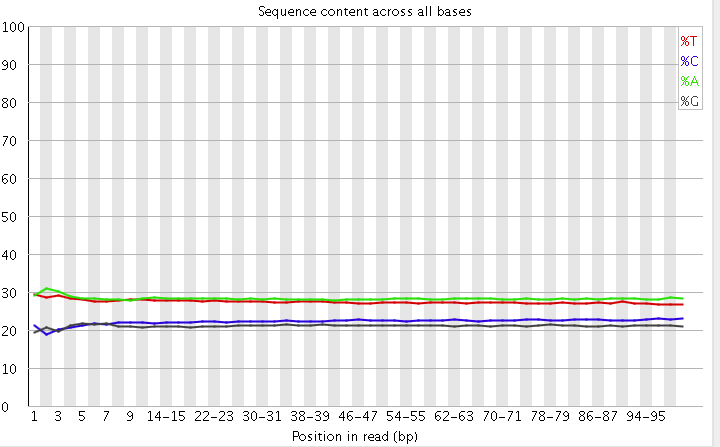 Sequence content across all bases
100
90
80
70
60
50
40
30
20
10
0
%T
%C
%A
%G
1 3 5 7 9 14-15 22-23 30-31 38-39 46-47 54-55 62-63 70-71 78-79 86-87 94-95
Position in read (bp)